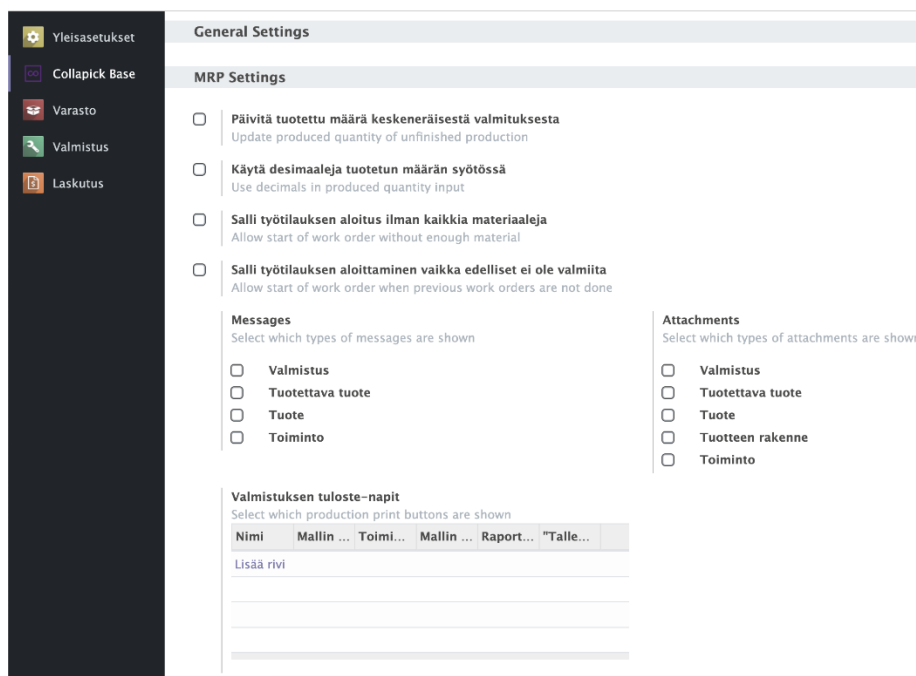 Yleisasetukset
Collapick Base
Varasto
Valmistus
Laskutus
General Settings
MRP Settings
Päivitä tuotettu määrä keskeneräisestä valmituksesta
Update produced quantity of unfinished production
Käytä desimaaleja tuotetun määrän syötössä
Use decimals in produced quantity input
Salli työtilauksen aloitus ilman kaikkia materiaaleja
Allow start of work order without enough material
Salli työtilauksen aloittaminen vaikka edelliset ei ole valmiita
Allow start of work order when previous work orders are not done
Messages
Select which types of messages are shown
Valmistus
Tuotettava tuote
Tuote
Toiminto
Attachments
Select which types of attachments are shown
Valmistus
Tuotettava tuote
Tuote
Tuotteen rakenne
Toiminto
Valmistuksen tuloste-napit
Select which production print buttons are shown
Nimi Mallin ... Toimi... Mallin ... Raport... "Talle...
Lisää rivi